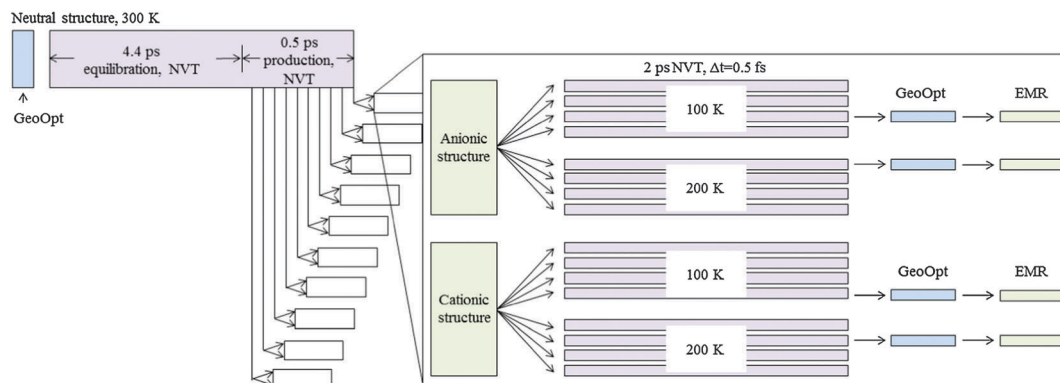 Neutral structure, 300 K
4.4 ps
equilibration, NVT
0.5 ps
production,
NVT
GeoOpt
2 ps NVT, Δt=0.5 fs
Anionic
structure
100 K
200 K
GeoOpt
EMR
Cationic
structure
100 K
200 K
GeoOpt
EMR